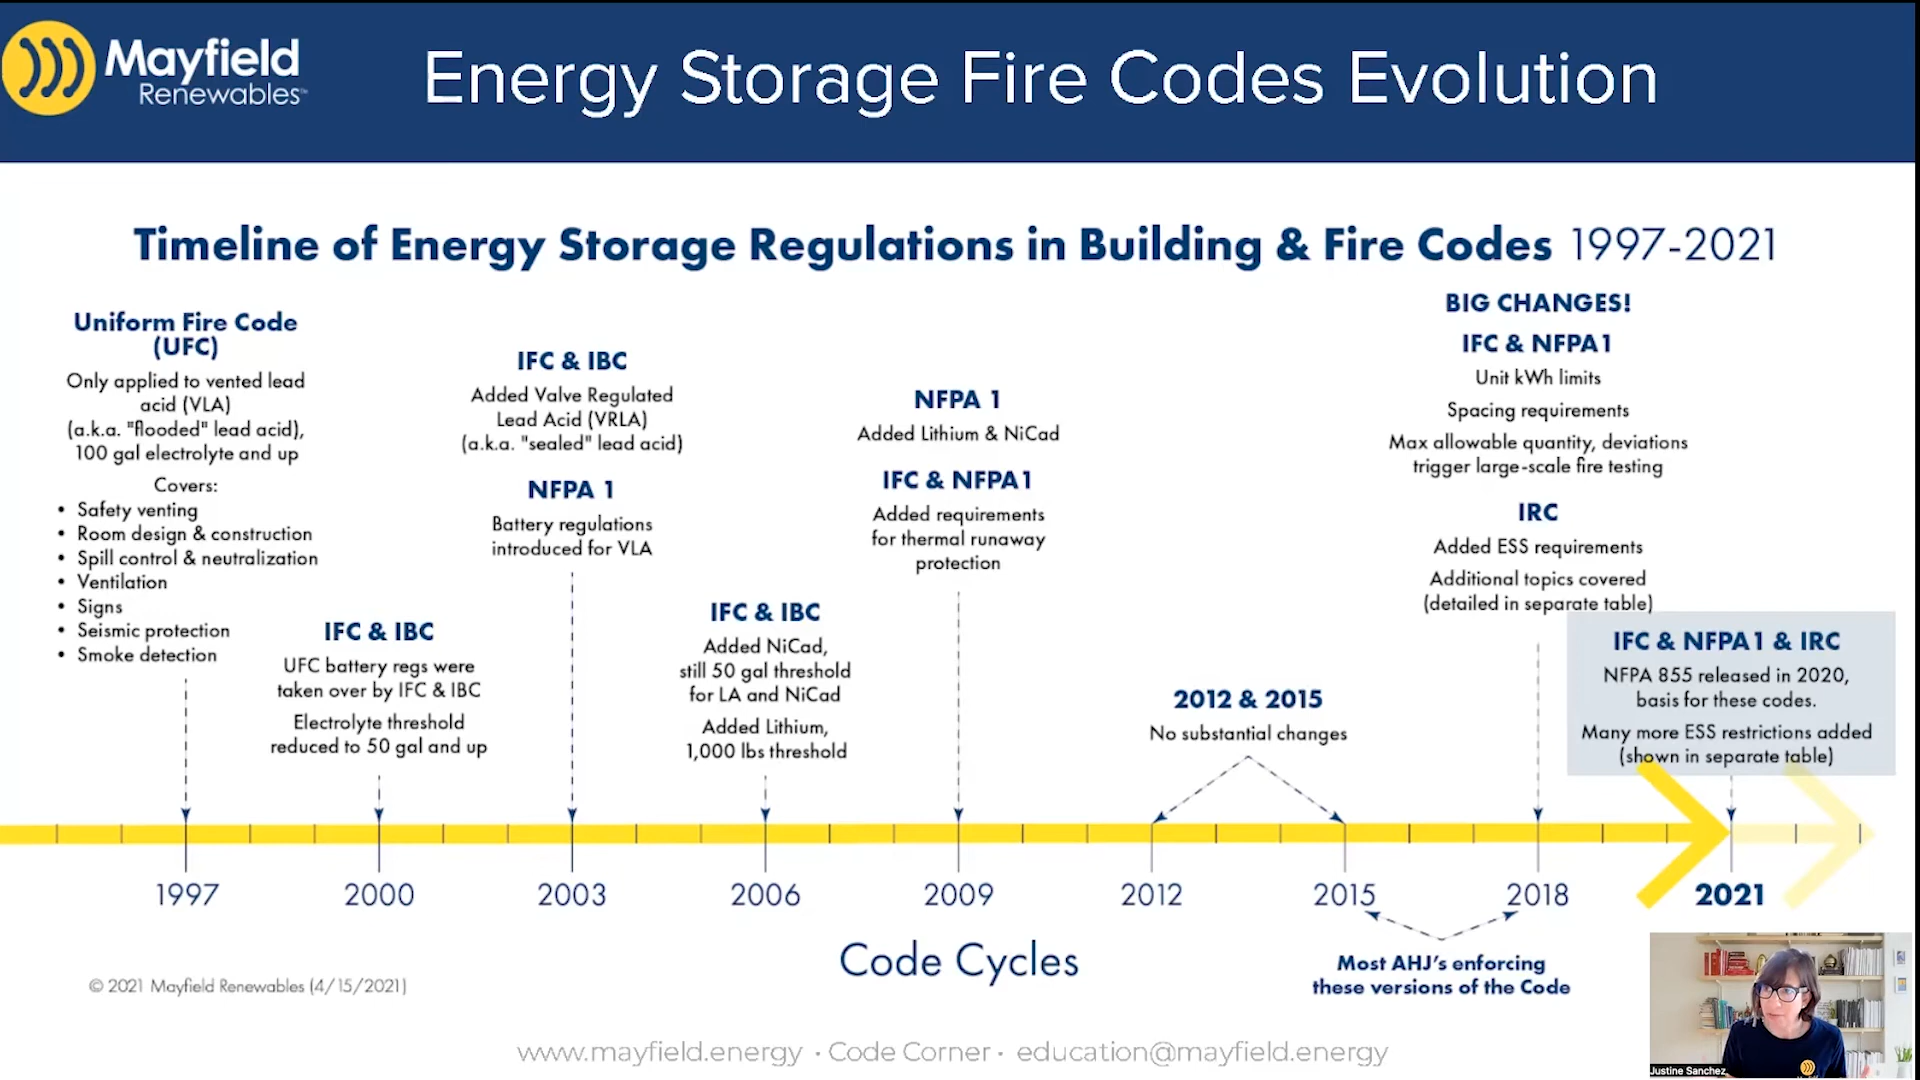 Mayfield
Renewables
Energy Storage Fire Codes Evolution
Timeline of Energy Storage Regulations in Building & Fire Codes 1997-2021
Uniform Fire Code
(UFC)
Only applied to vented lead
acid (VLA)
(a.k.a. "flooded" lead acid),
100 gal electrolyte and up
Covers:
• Safety venting
• Room design & construction
• Spill control & neutralization
• Ventilation
• Signs
• Seismic protection
• Smoke detection
IFC & IBC
UFC battery regs were
taken over by IFC & IBC
Electrolyte threshold
reduced to 50 gal and up
IFC & IBC
Added Valve Regulated
Lead Acid (VRLA)
(a.k.a. "sealed" lead acid)
NFPA 1
Battery regulations
introduced for VLA
IFC & IBC
Added NiCad,
still 50 gal threshold
for LA and NiCad
Added Lithium,
1,000 lbs threshold
NFPA 1
Added Lithium & NiCad
IFC & NFPA1
Added requirements
for thermal runaway
protection
2012 & 2015
No substantial changes
BIG CHANGES!
IFC & NFPA1
Unit kWh limits
Spacing requirements
Max allowable quantity, deviations
trigger large-scale fire testing
IRC
Added ESS requirements
Additional topics covered
(detailed in separate table)
IFC & NFPA1 & IRC
NFPA 855 released in 2020,
basis for these codes.
Many more ESS restrictions added
(shown in separate table)
1997 2000 2003 2006 2009 2012 2015 2018 2021
Code Cycles
Most AHJ's enforcing
these versions of the Code
© 2021 Mayfield Renewables (4/15/2021)
www.mayfield.energy · Code Corner · education@mayfield.energy
Justine Sanchez